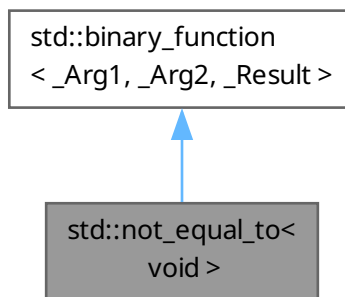 std::binary_function
< _Arg1, _Arg2, _Result >
std::not_equal_to<
void >